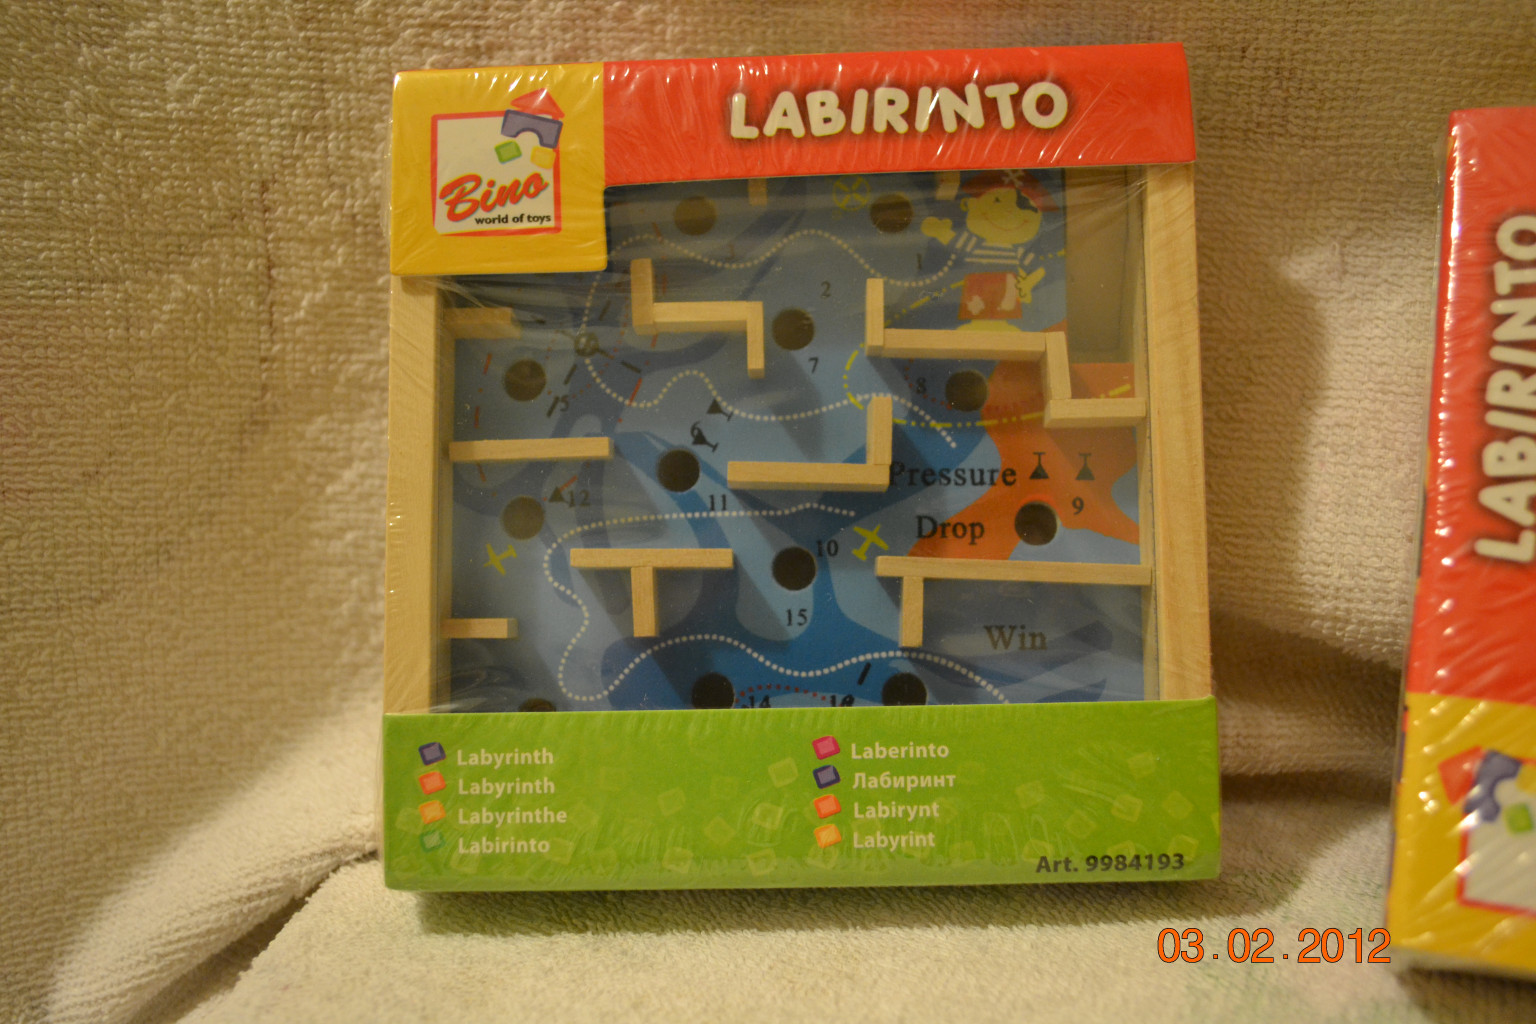 LABIRINTO
Bino
world of toys
1
2
7
8
5
6
Pressure
9
12
11
Drop
10
15
Win
14
Labyrinth
Labyrinth
Labyrinthe
Labirinto
Laberinto
Лабиринт
Labirynt
Labyrint
Art. 9984193
LABIRINTO
03.02.2012